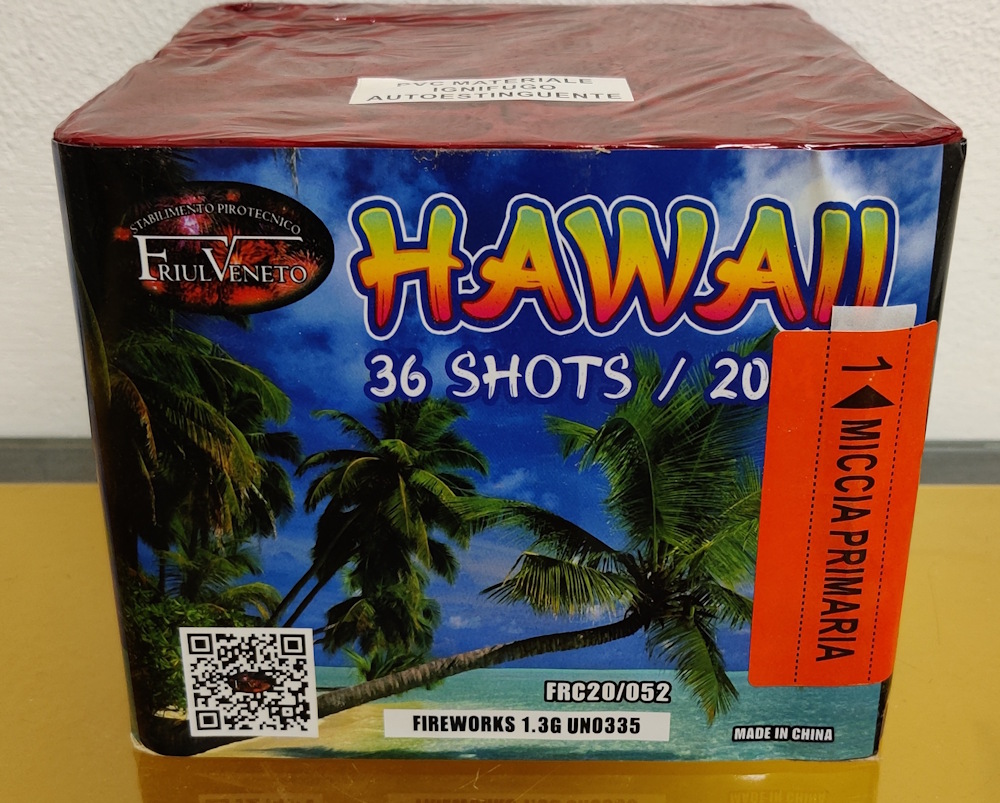 PVC MATERIALE
IGNIFUGO
AUTOESTINGUENTE
STABILIMENTO PIROTECNICO
FRIULVENETO
HAWAII
36 SHOTS / 20
1 ◀ MICCIA PRIMARIA
FRC20/052
FIREWORKS 1.3G UN0335
MADE IN CHINA